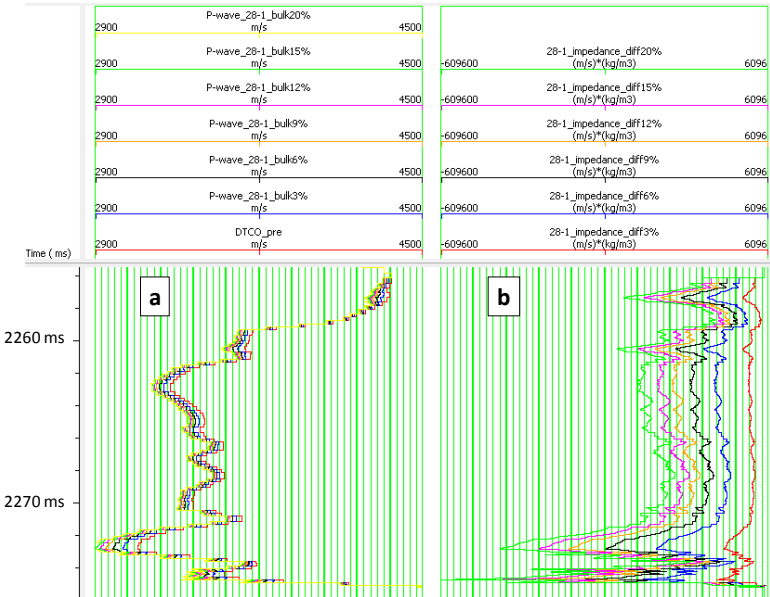 P-wave_28-1_bulk20%
2900 m/s 4500
P-wave_28-1_bulk15%
2900 m/s 4500
28-1_impedance_diff20%
-609600 (m/s)*(kg/m3) 6096
P-wave_28-1_bulk12%
2900 m/s 4500
28-1_impedance_diff15%
-609600 (m/s)*(kg/m3) 6096
P-wave_28-1_bulk9%
2900 m/s 4500
28-1_impedance_diff12%
-609600 (m/s)*(kg/m3) 6096
P-wave_28-1_bulk6%
2900 m/s 4500
28-1_impedance_diff9%
-609600 (m/s)*(kg/m3) 6096
P-wave_28-1_bulk3%
2900 m/s 4500
28-1_impedance_diff6%
-609600 (m/s)*(kg/m3) 6096
DTCO_pre
2900 m/s 4500
28-1_impedance_diff3%
-609600 (m/s)*(kg/m3) 6096
Time ( ms)
a
b
2260 ms
2270 ms